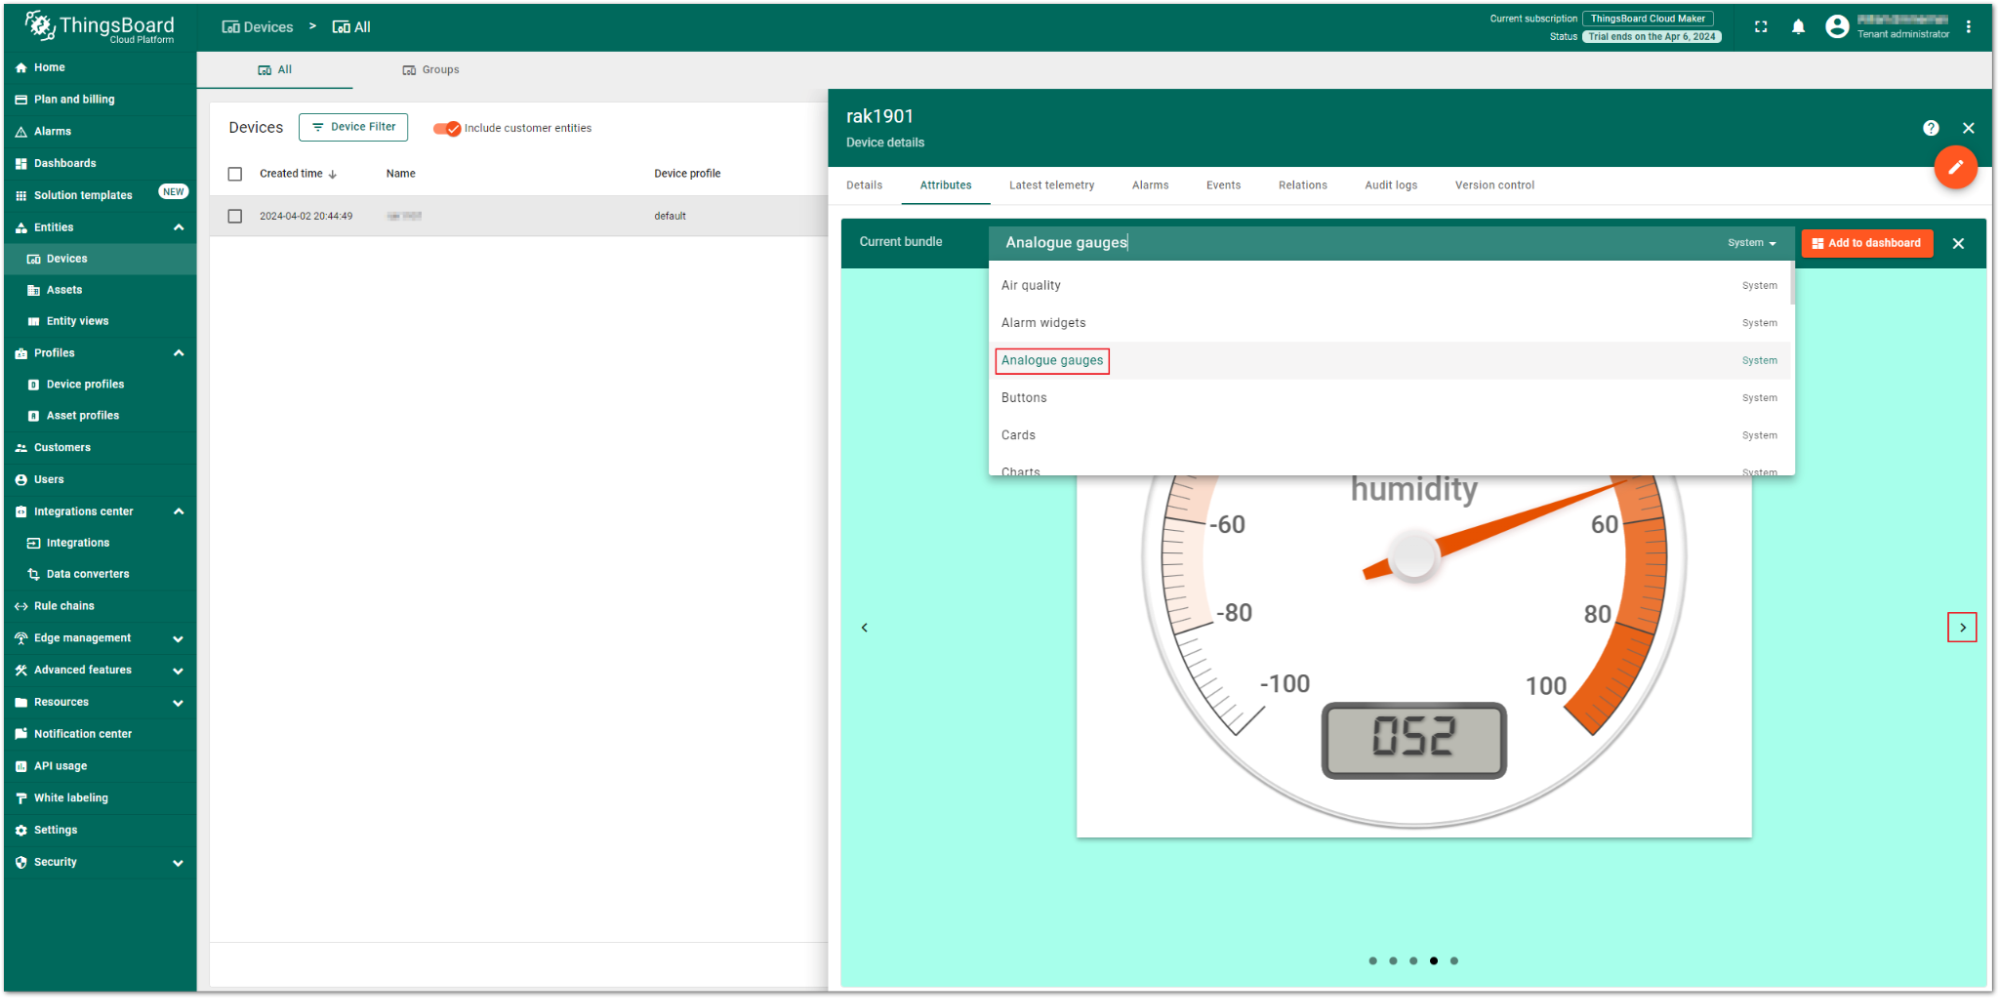 ThingsBoard
Cloud Platform
Devices > All
Current subscription ThingsBoard Cloud Maker
Status Trial ends on the Apr 6, 2024
Tenant administrator
Home
Plan and billing
Alarms
Dashboards
Solution templates NEW
Entities
Devices
Assets
Entity views
Profiles
Device profiles
Asset profiles
Customers
Users
Integrations center
Integrations
Data converters
Rule chains
Edge management
Advanced features
Resources
Notification center
API usage
White labeling
Settings
Security
All Groups
Devices Device Filter Include customer entities
Created time Name Device profile
2024-04-02 20:44:49 default
rak1901
Device details
Details Attributes Latest telemetry Alarms Events Relations Audit logs Version control
Current bundle Analogue gauges System Add to dashboard
Air quality System
Alarm widgets System
Analogue gauges System
Buttons System
Cards System
Charts System
humidity
-60 60
-80 80
-100 100
052